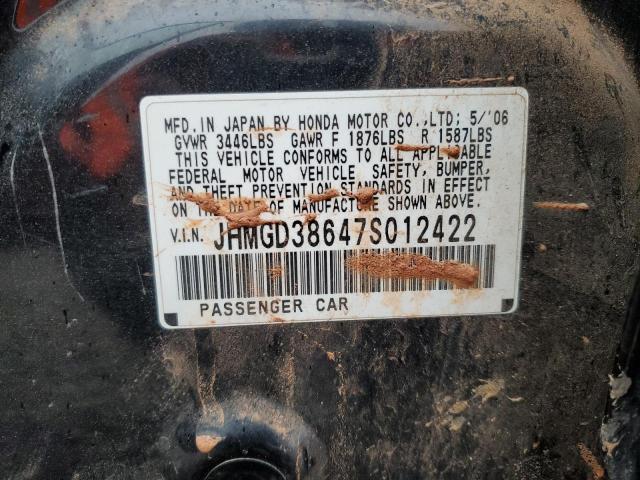 MFD. IN JAPAN BY HONDA MOTOR CO.,LTD; 5/'06
GVWR 3446LBS GAWR F 1876LBS R 1587LBS
THIS VEHICLE CONFORMS TO ALL APPLICABLE
FEDERAL MOTOR VEHICLE SAFETY, BUMPER,
AND THEFT PREVENTION STANDARDS IN EFFECT
ON THE DATE OF MANUFACTURE SHOWN ABOVE.
V.I.N. JHMGD38647S012422
PASSENGER CAR